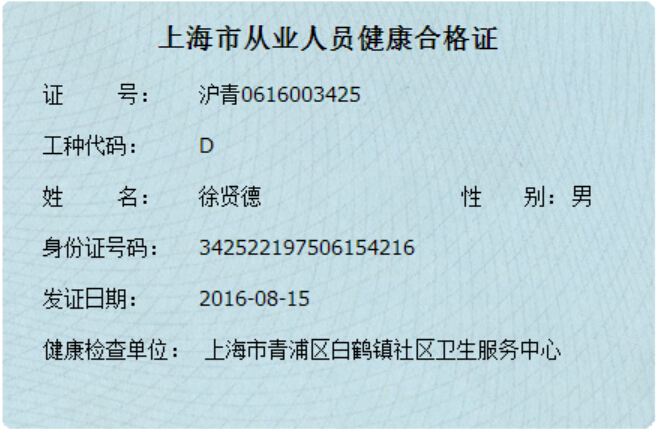 上海市从业人员健康合格证
证 号： 沪青0616003425
工种代码： D
姓 名： 徐贤德 性 别：男
身份证号码： 342522197506154216
发证日期： 2016-08-15
健康检查单位： 上海市青浦区白鹤镇社区卫生服务中心